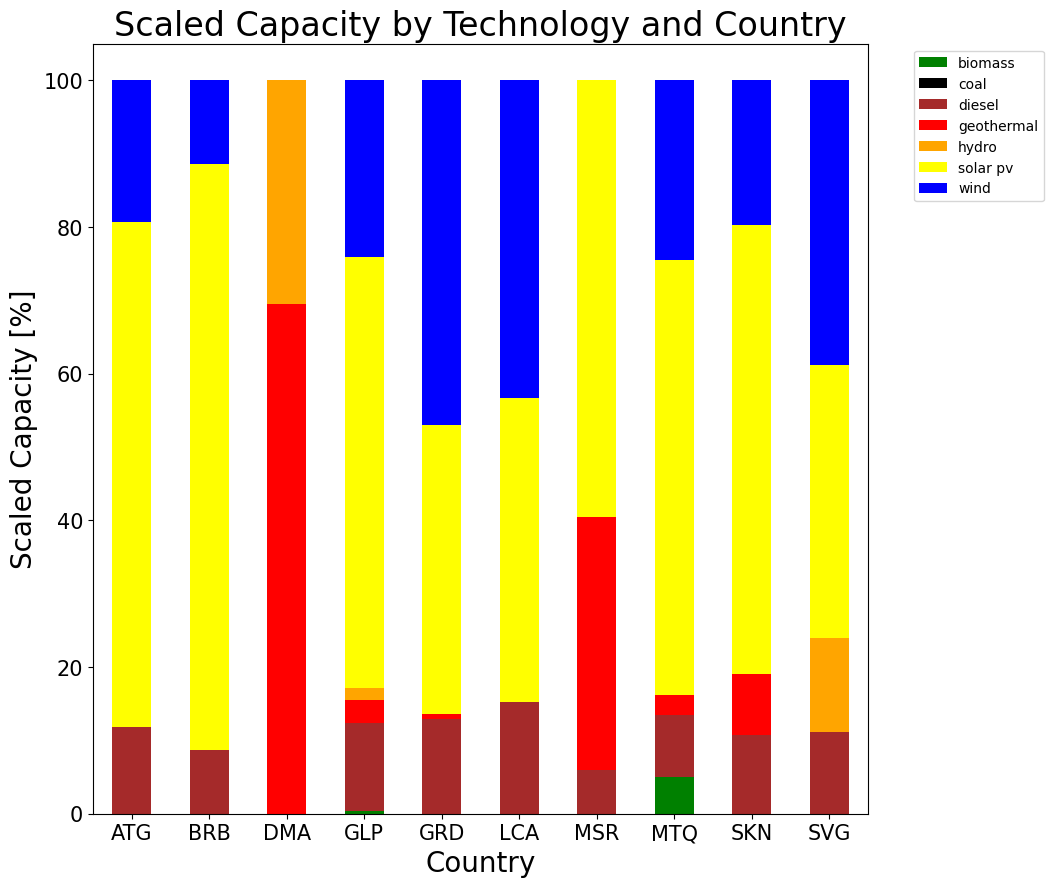 Scaled Capacity by Technology and Country
Scaled Capacity [%]
100
80
60
40
20
0
ATG BRB DMA GLP GRD LCA MSR MTQ SKN SVG
Country
biomass
coal
diesel
geothermal
hydro
solar pv
wind